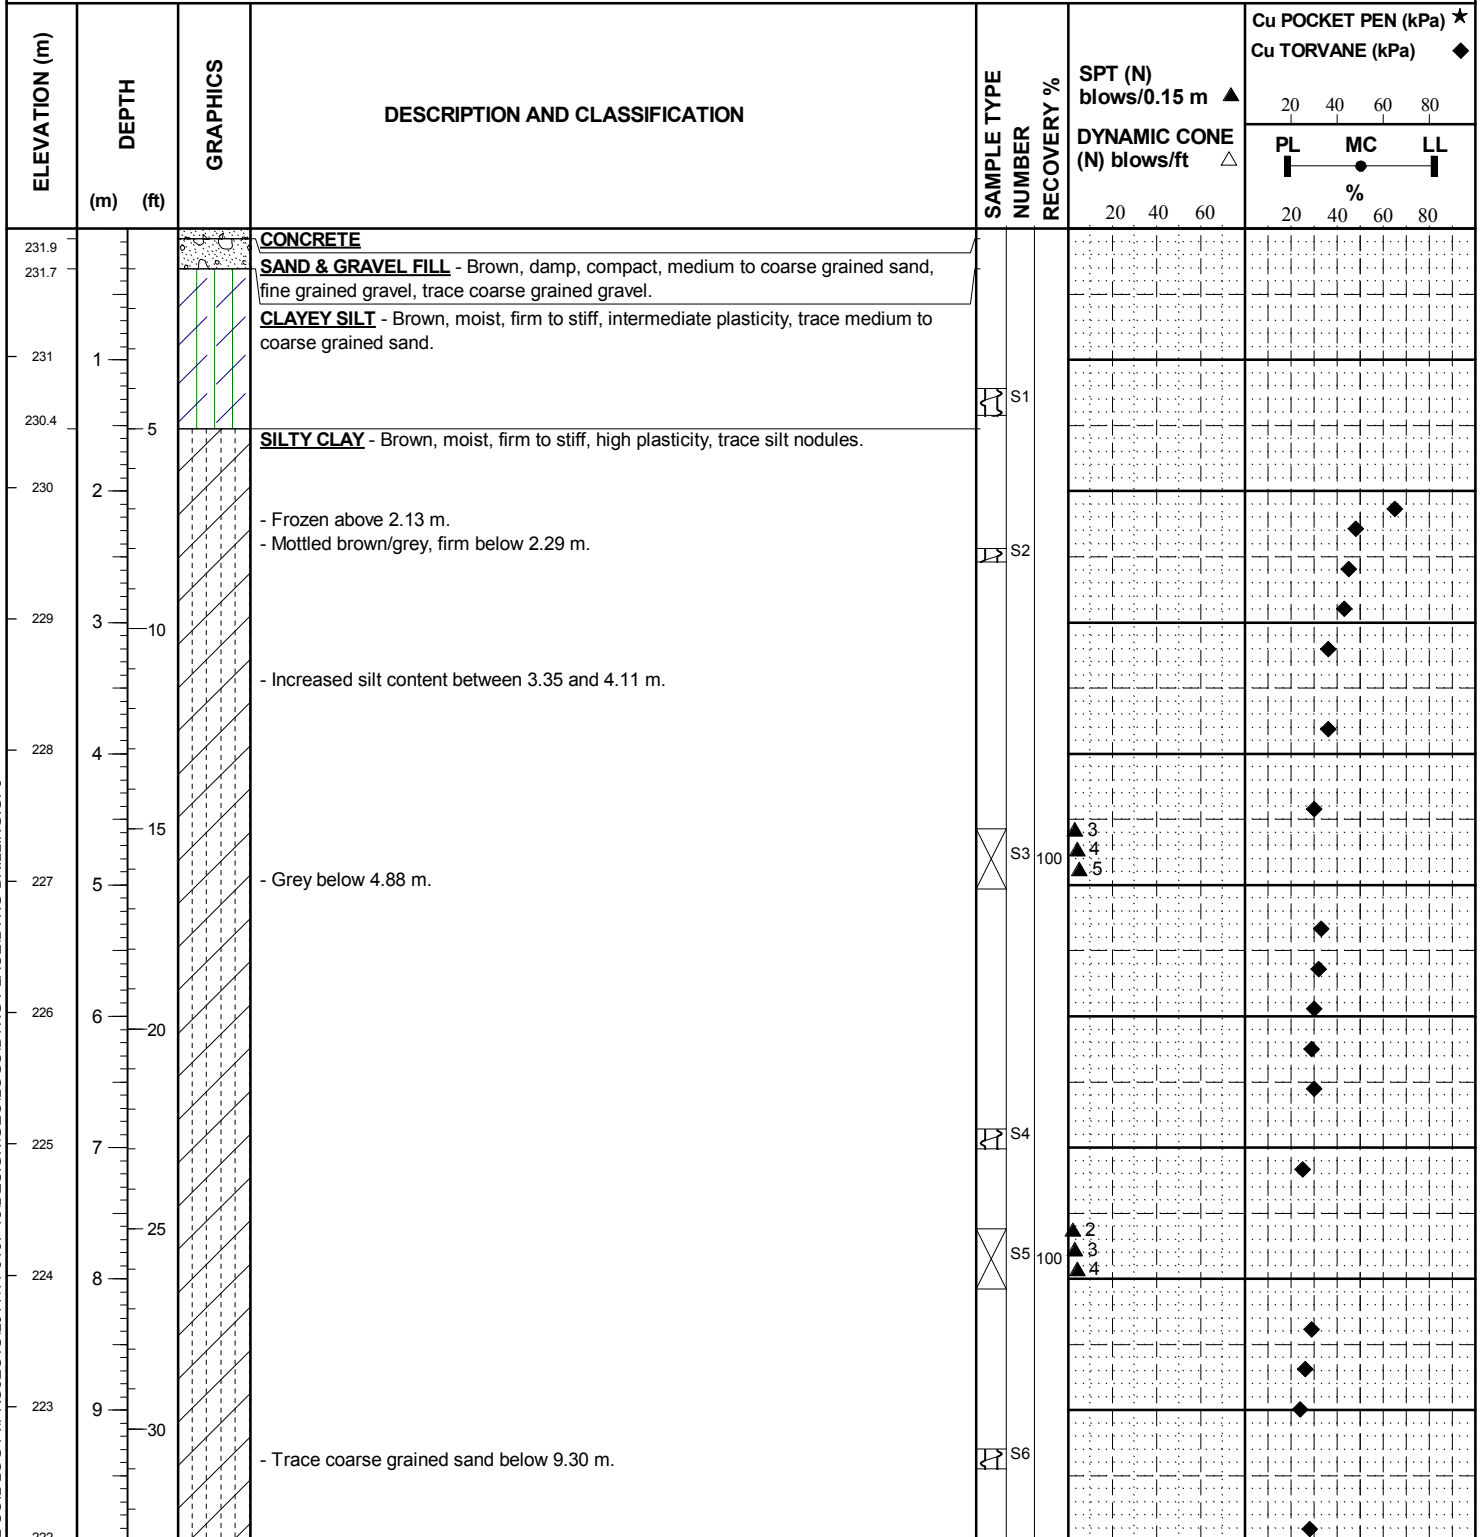 ELEVATION (m)
DEPTH
(m) (ft)
GRAPHICS
DESCRIPTION AND CLASSIFICATION
SAMPLE TYPE
NUMBER
RECOVERY %
SPT (N)
blows/0.15 m
DYNAMIC CONE
(N) blows/ft
20 40 60
Cu POCKET PEN (kPa)
Cu TORVANE (kPa)
20 40 60 80
PL MC LL
%
20 40 60 80
231.9
CONCRETE
231.7
SAND & GRAVEL FILL - Brown, damp, compact, medium to coarse grained sand,
fine grained gravel, trace coarse grained gravel.
CLAYEY SILT - Brown, moist, firm to stiff, intermediate plasticity, trace medium to
coarse grained sand.
231 1
S1
230.4 5
SILTY CLAY - Brown, moist, firm to stiff, high plasticity, trace silt nodules.
230 2
- Frozen above 2.13 m.
- Mottled brown/grey, firm below 2.29 m.
S2
229 3 10
- Increased silt content between 3.35 and 4.11 m.
228 4
15
3
S3 100 4
5
227 5
- Grey below 4.88 m.
226 6 20
S4
225 7
25
2
S5 100 3
4
224 8
223 9 30
S6
- Trace coarse grained sand below 9.30 m.